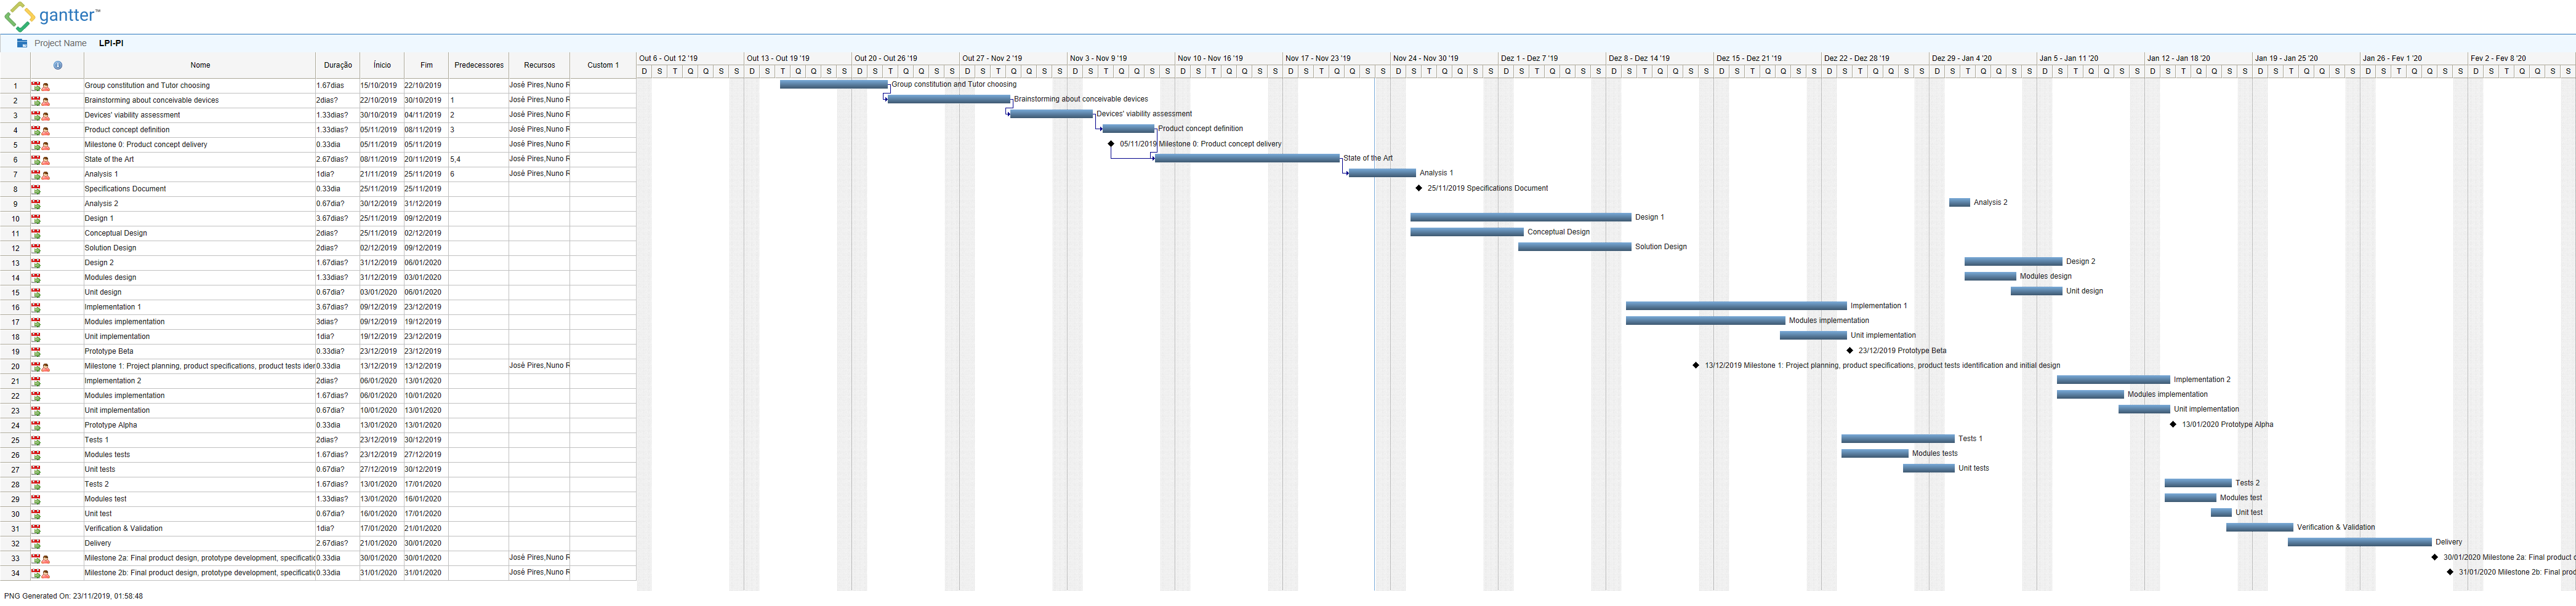 gantter™
Project Name LPI-PI
Nome Duração Ínicio Fim Predecessores Recursos Custom 1
Out 6 - Out 12 '19 Out 13 - Out 19 '19 Out 20 - Out 26 '19 Out 27 - Nov 2 '19 Nov 3 - Nov 9 '19 Nov 10 - Nov 16 '19 Nov 17 - Nov 23 '19 Nov 24 - Nov 30 '19 Dez 1 - Dez 7 '19 Dez 8 - Dez 14 '19 Dez 15 - Dez 21 '19 Dez 22 - Dez 28 '19 Dez 29 - Jan 4 '20 Jan 5 - Jan 11 '20 Jan 12 - Jan 18 '20 Jan 19 - Jan 25 '20 Jan 26 - Fev 1 '20 Fev 2 - Fev 8 '20
D S T Q Q S S D S T Q Q S S D S T Q Q S S D S T Q Q S S D S T Q Q S S D S T Q Q S S D S T Q Q S S D S T Q Q S S D S T Q Q S S D S T Q Q S S D S T Q Q S S D S T Q Q S S D S T Q Q S S D S T Q Q S S D S T Q Q S S D S T Q Q S S D S T Q Q S S D S T Q Q S S
1 Group constitution and Tutor choosing 1.67dias 15/10/2019 22/10/2019 José Pires,Nuno R Group constitution and Tutor choosing
2 Brainstorming about conceivable devices 2dias? 22/10/2019 30/10/2019 1 José Pires,Nuno R Brainstorming about conceivable devices
3 Devices' viability assessment 1.33dias? 30/10/2019 04/11/2019 2 José Pires,Nuno R Devices' viability assessment
4 Product concept definition 1.33dias? 05/11/2019 08/11/2019 3 José Pires,Nuno R Product concept definition
5 Milestone 0: Product concept delivery 0.33dia 05/11/2019 05/11/2019 José Pires,Nuno R 05/11/2019 Milestone 0: Product concept delivery
6 State of the Art 2.67dias? 08/11/2019 20/11/2019 5,4 José Pires,Nuno R State of the Art
7 Analysis 1 1dia? 21/11/2019 25/11/2019 6 José Pires,Nuno R Analysis 1
8 Specifications Document 0.33dia 25/11/2019 25/11/2019 25/11/2019 Specifications Document
9 Analysis 2 0.67dia? 30/12/2019 31/12/2019 Analysis 2
10 Design 1 3.67dias? 25/11/2019 09/12/2019 Design 1
11 Conceptual Design 2dias? 25/11/2019 02/12/2019 Conceptual Design
12 Solution Design 2dias? 02/12/2019 09/12/2019 Solution Design
13 Design 2 1.67dias? 31/12/2019 06/01/2020 Design 2
14 Modules design 1.33dias? 31/12/2019 03/01/2020 Modules design
15 Unit design 0.67dia? 03/01/2020 06/01/2020 Unit design
16 Implementation 1 3.67dias? 09/12/2019 23/12/2019 Implementation 1
17 Modules implementation 3dias? 09/12/2019 19/12/2019 Modules implementation
18 Unit implementation 1dia? 19/12/2019 23/12/2019 Unit implementation
19 Prototype Beta 0.33dia? 23/12/2019 23/12/2019 23/12/2019 Prototype Beta
20 Milestone 1: Project planning, product specifications, product tests iden 0.33dia 13/12/2019 13/12/2019 José Pires,Nuno R 13/12/2019 Milestone 1: Project planning, product specifications, product tests identification and initial design
21 Implementation 2 2dias? 06/01/2020 13/01/2020 Implementation 2
22 Modules implementation 1.67dias? 06/01/2020 10/01/2020 Modules implementation
23 Unit implementation 0.67dia? 10/01/2020 13/01/2020 Unit implementation
24 Prototype Alpha 0.33dia 13/01/2020 13/01/2020 13/01/2020 Prototype Alpha
25 Tests 1 2dias? 23/12/2019 30/12/2019 Tests 1
26 Modules tests 1.67dias? 23/12/2019 27/12/2019 Modules tests
27 Unit tests 0.67dia? 27/12/2019 30/12/2019 Unit tests
28 Tests 2 1.67dias? 13/01/2020 17/01/2020 Tests 2
29 Modules test 1.33dias? 13/01/2020 16/01/2020 Modules test
30 Unit test 0.67dia? 16/01/2020 17/01/2020 Unit test
31 Verification & Validation 1dia? 17/01/2020 21/01/2020 Verification & Validation
32 Delivery 2.67dias? 21/01/2020 30/01/2020 Delivery
33 Milestone 2a: Final product design, prototype development, specificatio 0.33dia 30/01/2020 30/01/2020 José Pires,Nuno R 30/01/2020 Milestone 2a: Final product
34 Milestone 2b: Final product design, prototype development, specificatio 0.33dia 31/01/2020 31/01/2020 José Pires,Nuno R 31/01/2020 Milestone 2b: Final prod
PNG Generated On: 23/11/2019, 01:58:48